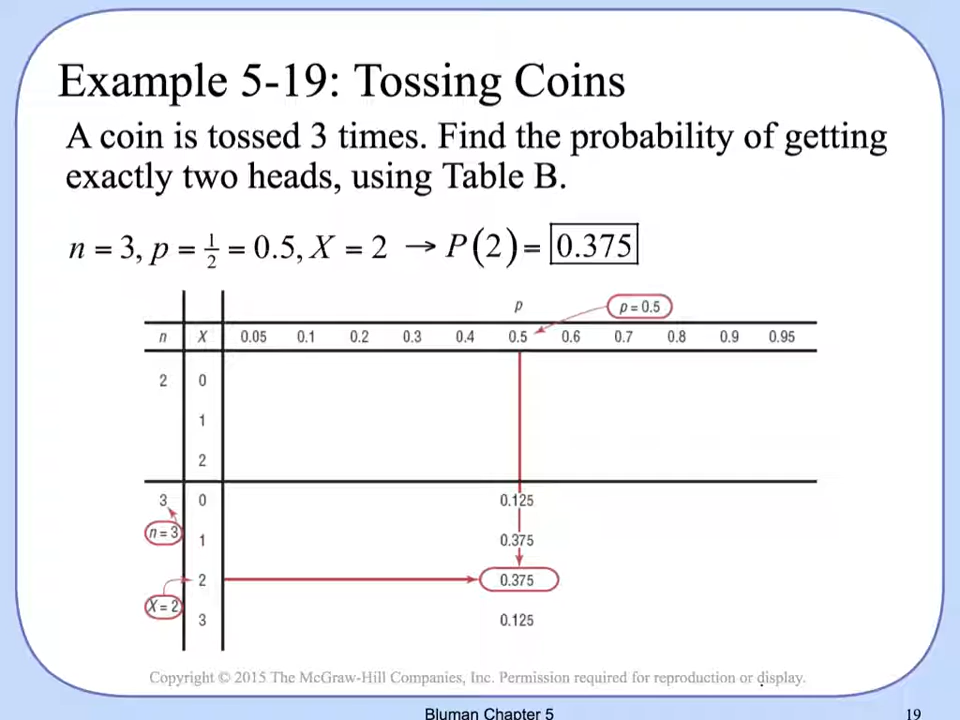 Example 5-19: Tossing Coins
A coin is tossed 3 times. Find the probability of getting
exactly two heads, using Table B.
n = 3, p = 1/2 = 0.5, X = 2 → P(2) = 0.375
p p = 0.5
n X 0.05 0.1 0.2 0.3 0.4 0.5 0.6 0.7 0.8 0.9 0.95
2 0
1
2
3 0 0.125
n = 3
1 0.375
2 0.375
X = 2
3 0.125
Copyright © 2015 The McGraw-Hill Companies, Inc. Permission required for reproduction or display.
Bluman Chapter 5 19